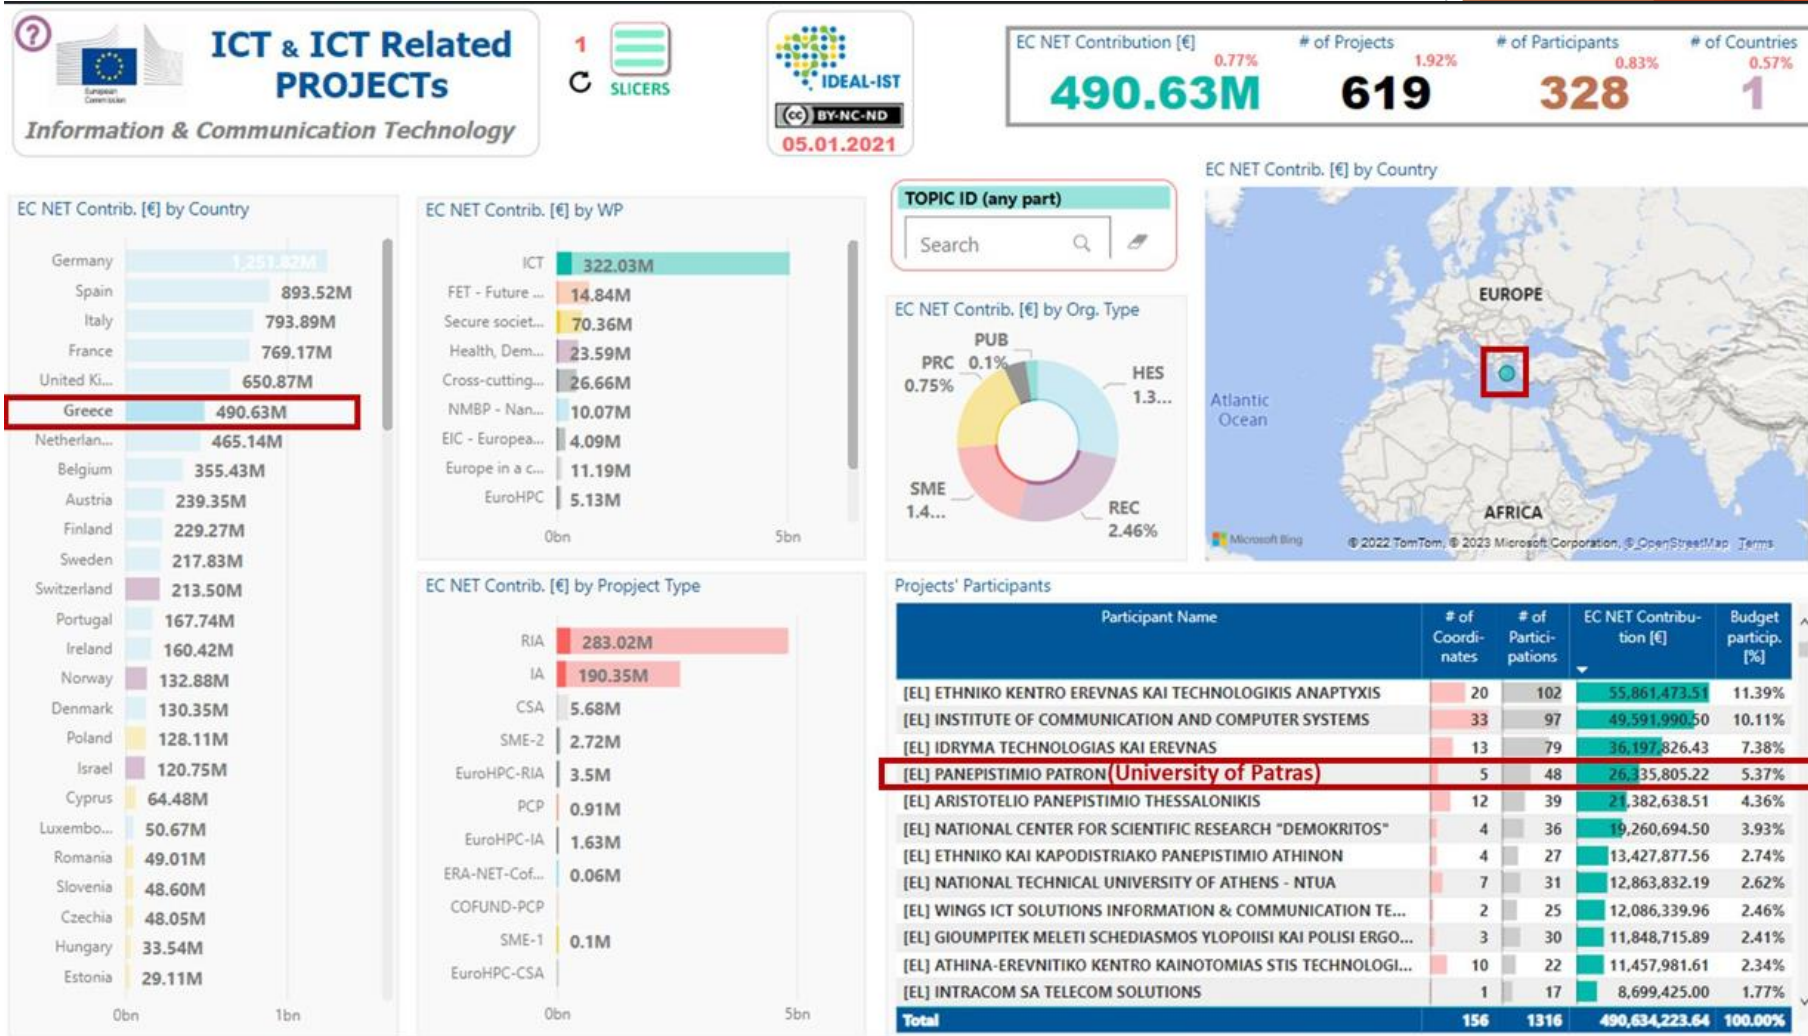 ICT & ICT Related
PROJECTs
European
Commission
Information & Communication Technology
1
SLICERS
IDEAL-IST
(cc) BY-NC-ND
05.01.2021
EC NET Contribution [€]
0.77%
490.63M
# of Projects
1.92%
619
# of Participants
0.83%
328
# of Countries
0.57%
1
EC NET Contrib. [€] by Country
Germany 1,251.82M
Spain 893.52M
Italy 793.89M
France 769.17M
United Ki... 650.87M
Greece 490.63M
Netherlan... 465.14M
Belgium 355.43M
Austria 239.35M
Finland 229.27M
Sweden 217.83M
Switzerland 213.50M
Portugal 167.74M
Ireland 160.42M
Norway 132.88M
Denmark 130.35M
Poland 128.11M
Israel 120.75M
Cyprus 64.48M
Luxembo... 50.67M
Romania 49.01M
Slovenia 48.60M
Czechia 48.05M
Hungary 33.54M
Estonia 29.11M
0bn 1bn
EC NET Contrib. [€] by WP
ICT 322.03M
FET - Future ... 14.84M
Secure societ... 70.36M
Health, Dem... 23.59M
Cross-cutting... 26.66M
NMBP - Nan... 10.07M
EIC - Europea... 4.09M
Europe in a c... 11.19M
EuroHPC 5.13M
0bn 5bn
EC NET Contrib. [€] by Propject Type
RIA 283.02M
IA 190.35M
CSA 5.68M
SME-2 2.72M
EuroHPC-RIA 3.5M
PCP 0.91M
EuroHPC-IA 1.63M
ERA-NET-Cof... 0.06M
COFUND-PCP
SME-1 0.1M
EuroHPC-CSA
0bn 5bn
TOPIC ID (any part)
Search
EC NET Contrib. [€] by Org. Type
PUB
0.1%
PRC
0.75%
HES
1.3...
SME
1.4...
REC
2.46%
EC NET Contrib. [€] by Country
EUROPE
Atlantic
Ocean
AFRICA
Microsoft Bing
© 2022 TomTom, © 2023 Microsoft Corporation, © OpenStreetMap Terms
Projects' Participants
Participant Name # of Coordi-nates # of Partici-pations EC NET Contribu-tion [€] Budget particip. [%]
[EL] ETHNIKO KENTRO EREVNAS KAI TECHNOLOGIKIS ANAPTYXIS 20 102 55,861,473.51 11.39%
[EL] INSTITUTE OF COMMUNICATION AND COMPUTER SYSTEMS 33 97 49,591,990.50 10.11%
[EL] IDRYMA TECHNOLOGIAS KAI EREVNAS 13 79 36,197,826.43 7.38%
[EL] PANEPISTIMIO PATRON (University of Patras) 5 48 26,335,805.22 5.37%
[EL] ARISTOTELIO PANEPISTIMIO THESSALONIKIS 12 39 21,382,638.51 4.36%
[EL] NATIONAL CENTER FOR SCIENTIFIC RESEARCH "DEMOKRITOS" 4 36 19,260,694.50 3.93%
[EL] ETHNIKO KAI KAPODISTRIAKO PANEPISTIMIO ATHINON 4 27 13,427,877.56 2.74%
[EL] NATIONAL TECHNICAL UNIVERSITY OF ATHENS - NTUA 7 31 12,863,832.19 2.62%
[EL] WINGS ICT SOLUTIONS INFORMATION & COMMUNICATION TE... 2 25 12,086,339.96 2.46%
[EL] GIOUMPITEK MELETI SCHEDIASMOS YLOPOIISI KAI POLISI ERGO... 3 30 11,848,715.89 2.41%
[EL] ATHINA-EREVNITIKO KENTRO KAINOTOMIAS STIS TECHNOLOGI... 10 22 11,457,981.61 2.34%
[EL] INTRACOM SA TELECOM SOLUTIONS 1 17 8,699,425.00 1.77%
Total 156 1316 490,634,223.64 100.00%